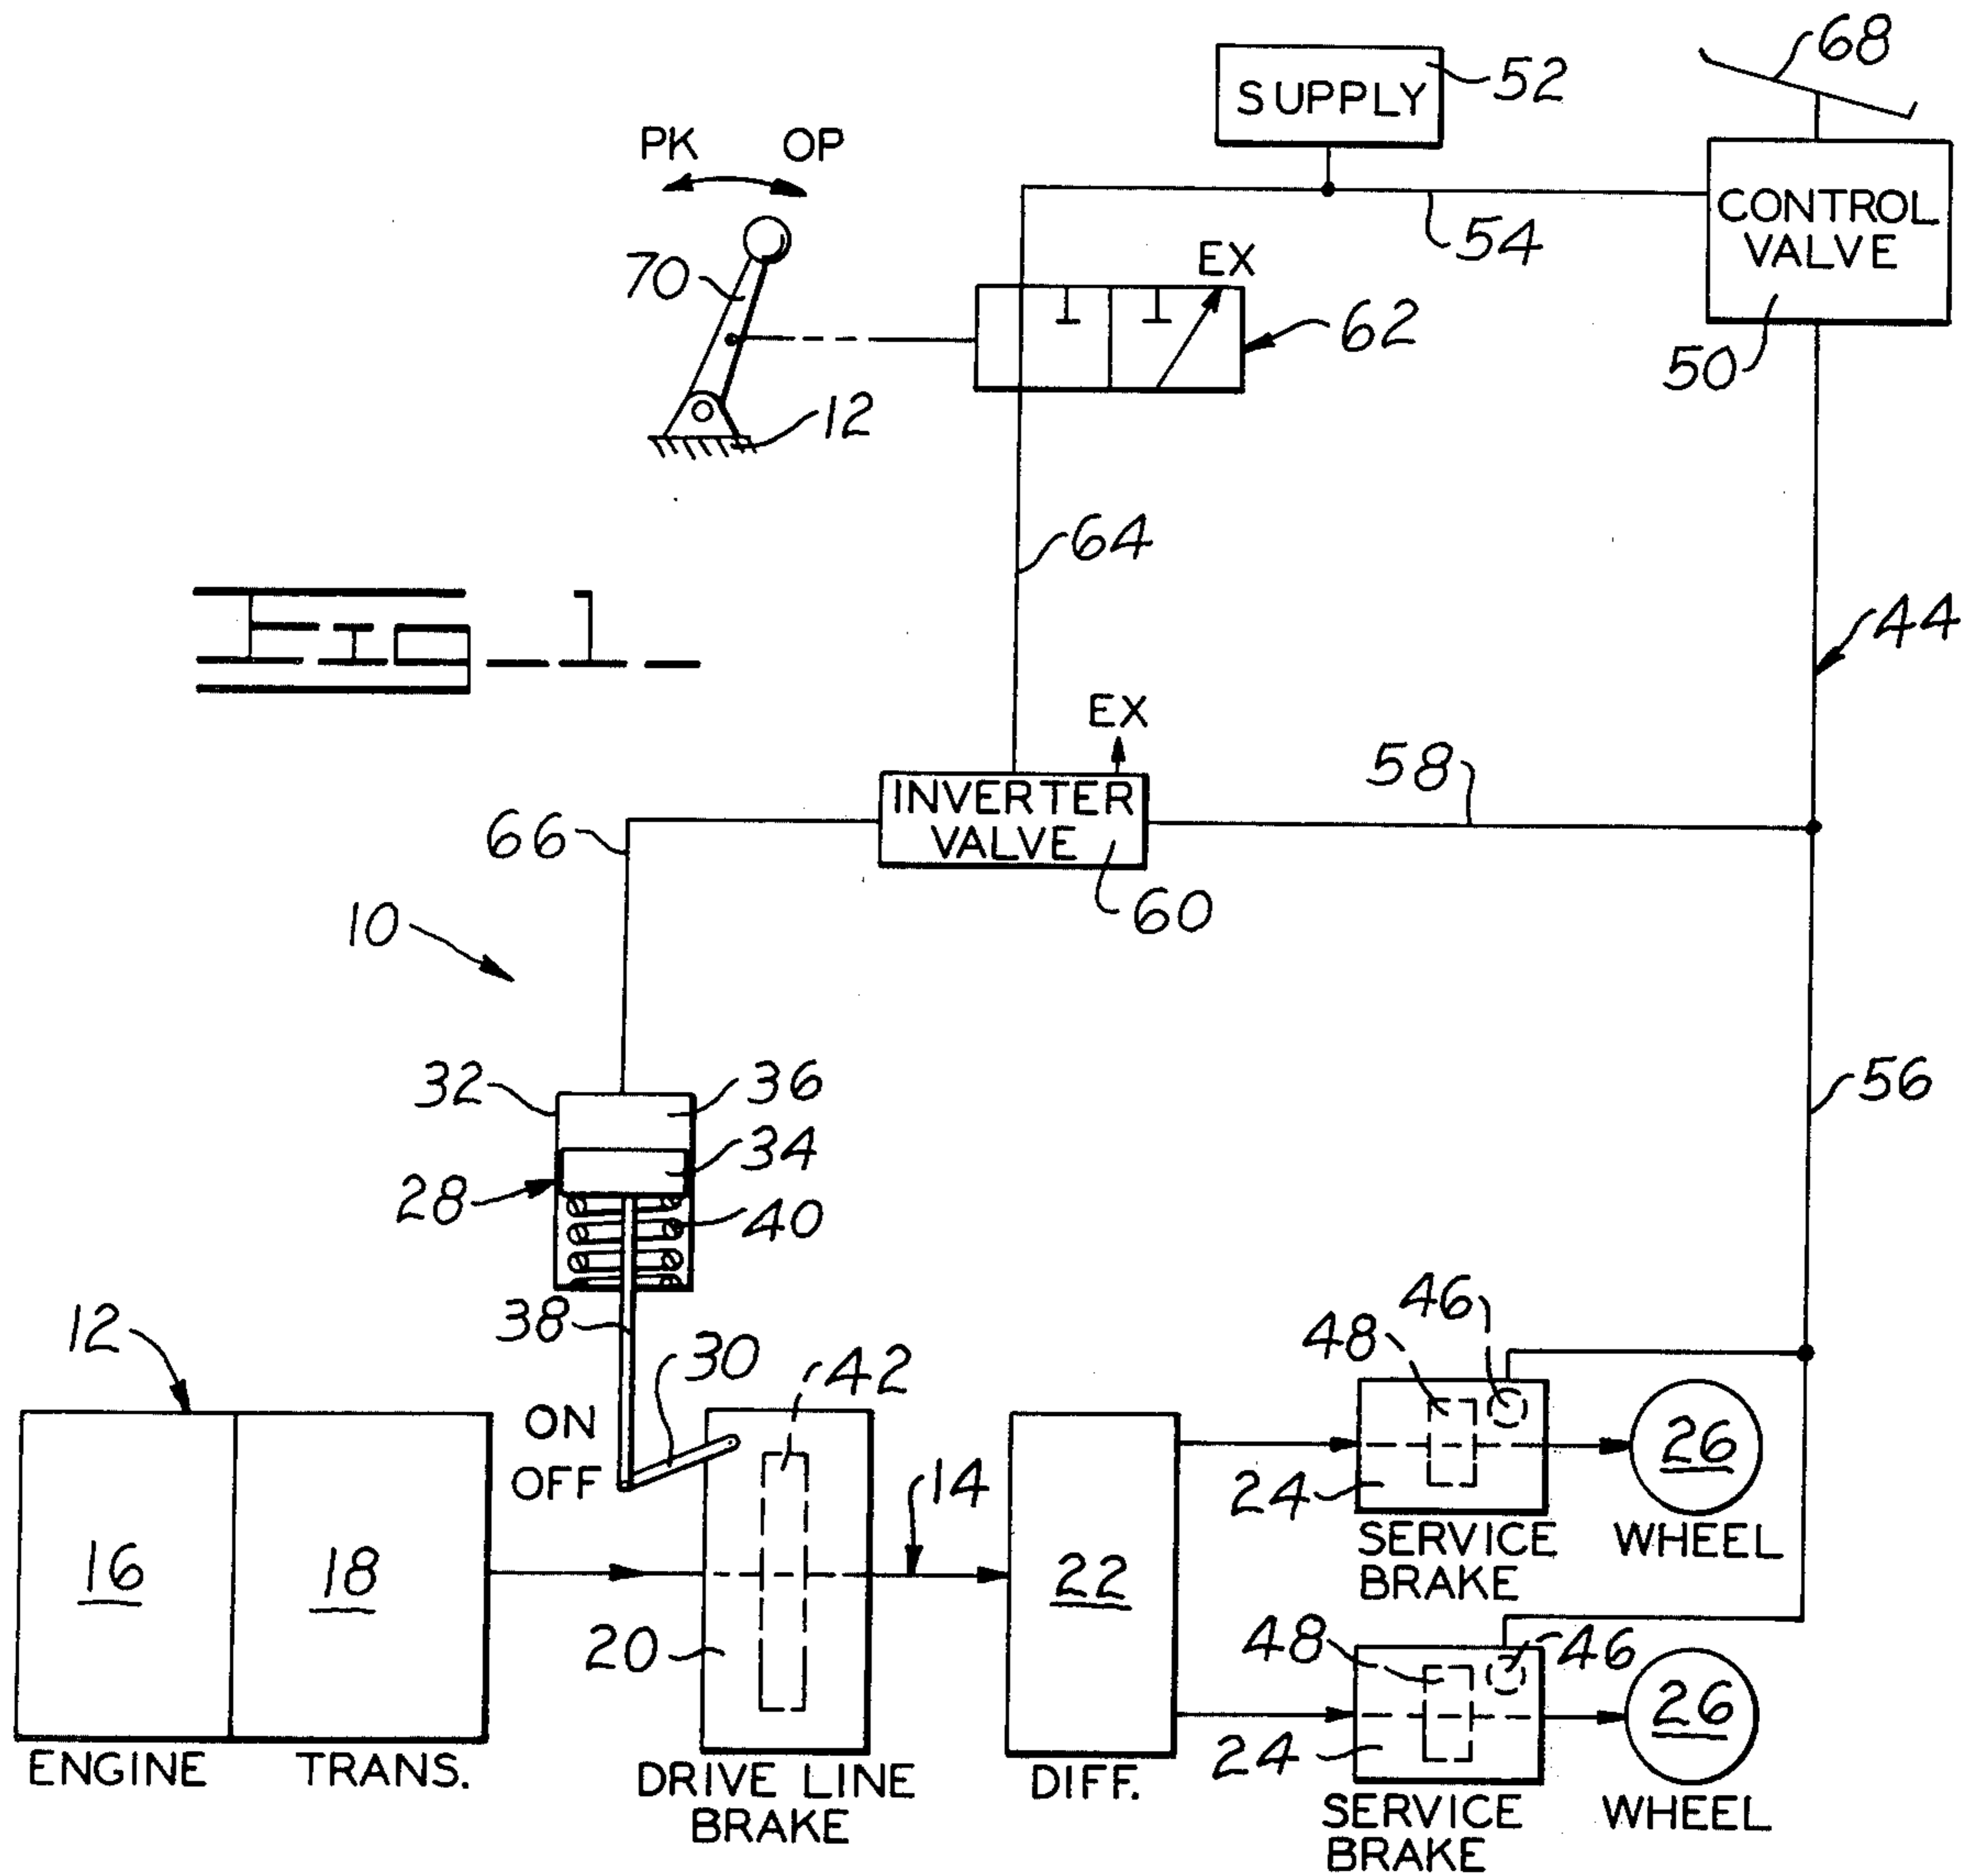 68
SUPPLY
52
PK OP
CONTROL
VALVE
54
EX
70
62
50
12
64
FIG_1_
44
EX
58
INVERTER
VALVE
66
60
10
32
36
56
34
28
40
46
12
38
48
30
42
ON
OFF
26
14
24
SERVICE
BRAKE
WHEEL
16
18
22
20
48
46
26
24
ENGINE
TRANS.
DRIVE LINE
BRAKE
DIFF.
SERVICE
BRAKE
WHEEL